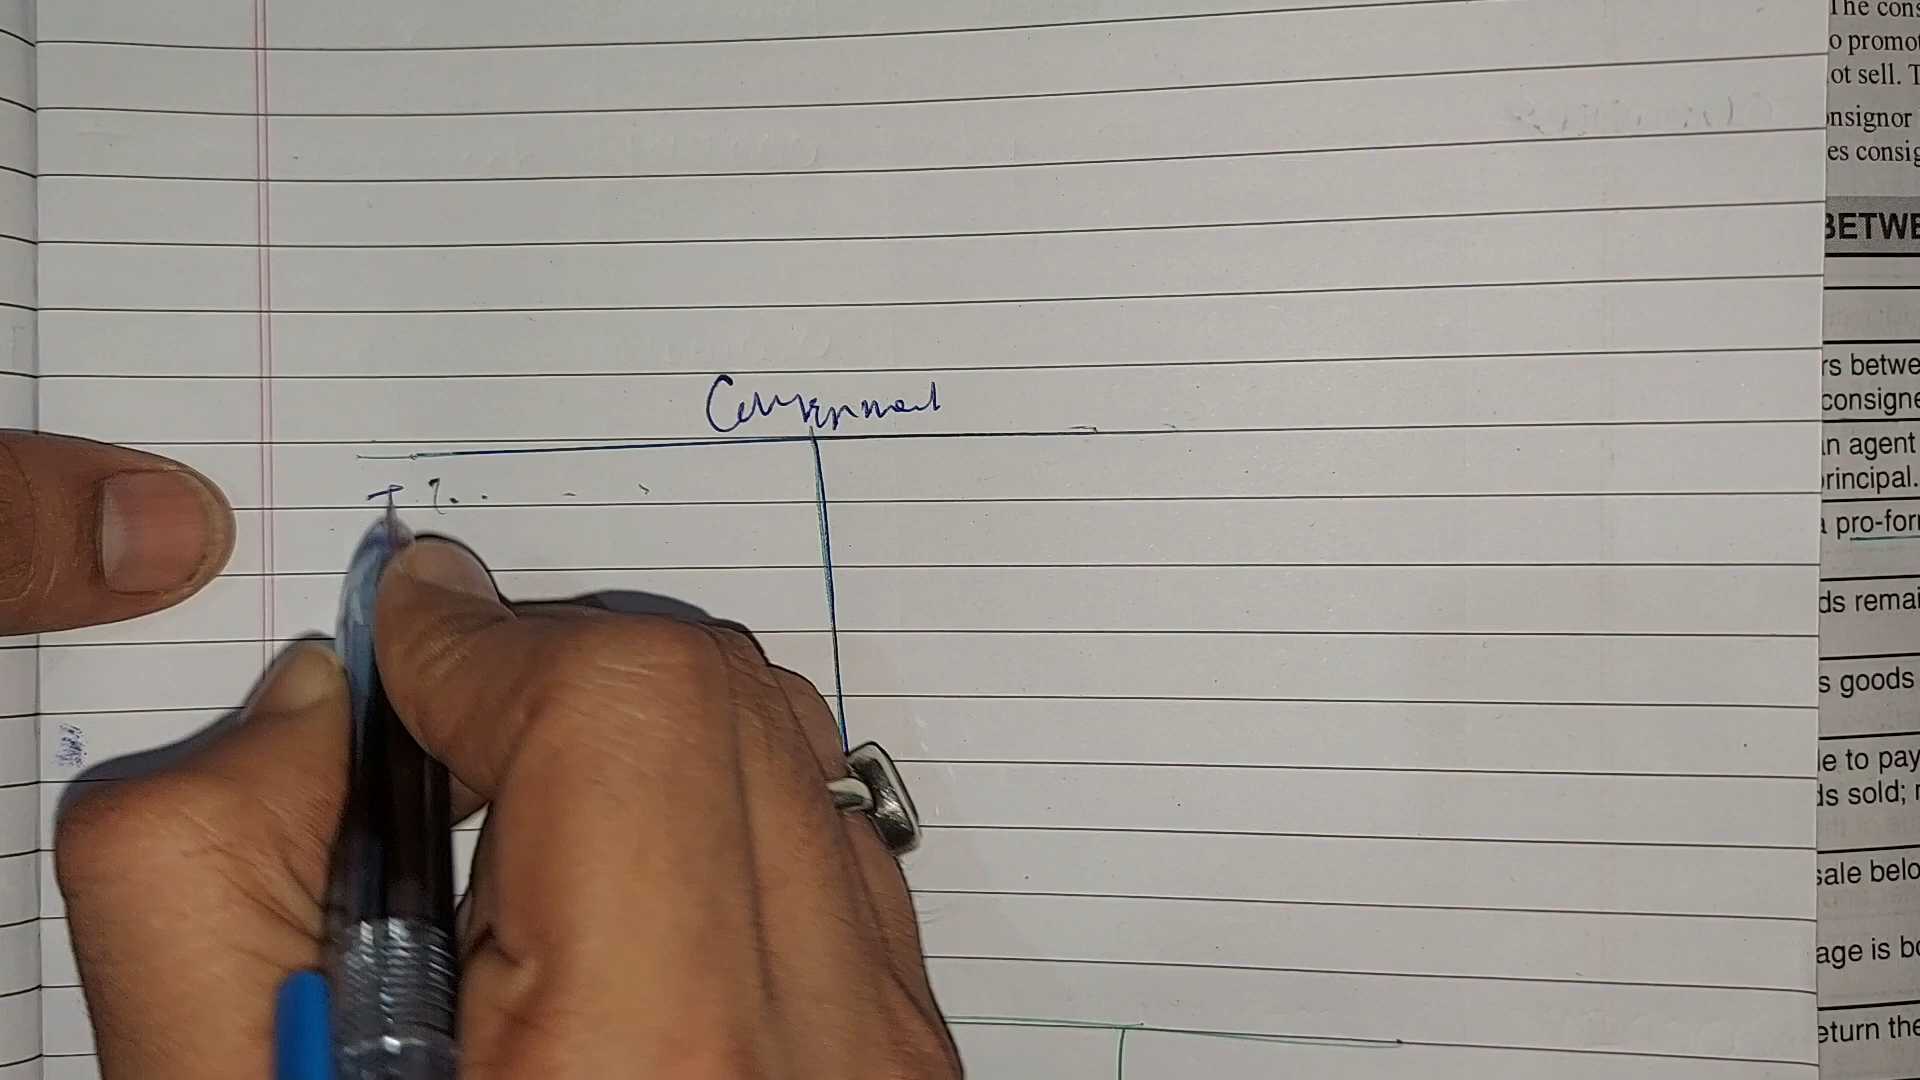 The cons
o promot
ot sell. T
nsignor
es consig
BETWE
rs betwe
consigne
n agent
rincipal.
a pro-for
ds remai
s goods
le to pay
ds sold; r
sale belo
age is bo
eturn the
Consignment
To